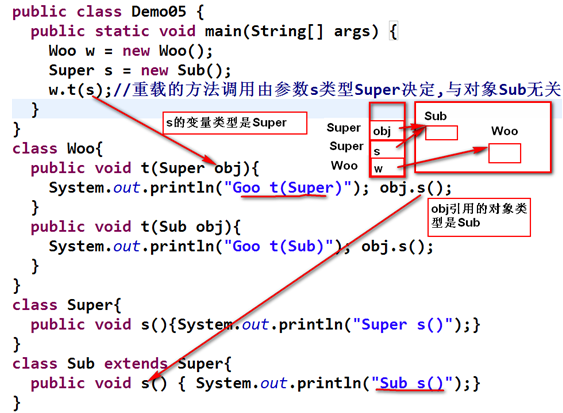 public class Demo05 {
public static void main(String[] args) {
Woo w = new Woo();
Super s = new Sub();
w.t(s);//重载的方法调用由参数s类型Super决定,与对象Sub无关
}
}
s的变量类型是Super
Super obj
Super s
Woo w
Sub
Woo
class Woo{
public void t(Super obj){
System.out.println("Goo t(Super)"); obj.s();
}
obj引用的对象类
型是Sub
public void t(Sub obj){
System.out.println("Goo t(Sub)"); obj.s();
}
}
class Super{
public void s(){System.out.println("Super s()");}
}
class Sub extends Super{
public void s() { System.out.println("Sub s()");}
}